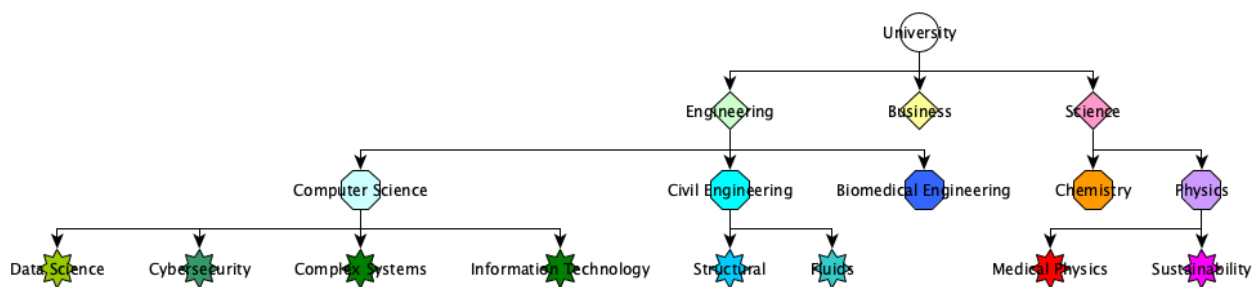 University
Engineering
Business
Science
Computer Science
Civil Engineering
Biomedical Engineering
Chemistry
Physics
Data Science
Cybersecurity
Complex Systems
Information Technology
Structural
Fluids
Medical Physics
Sustainability